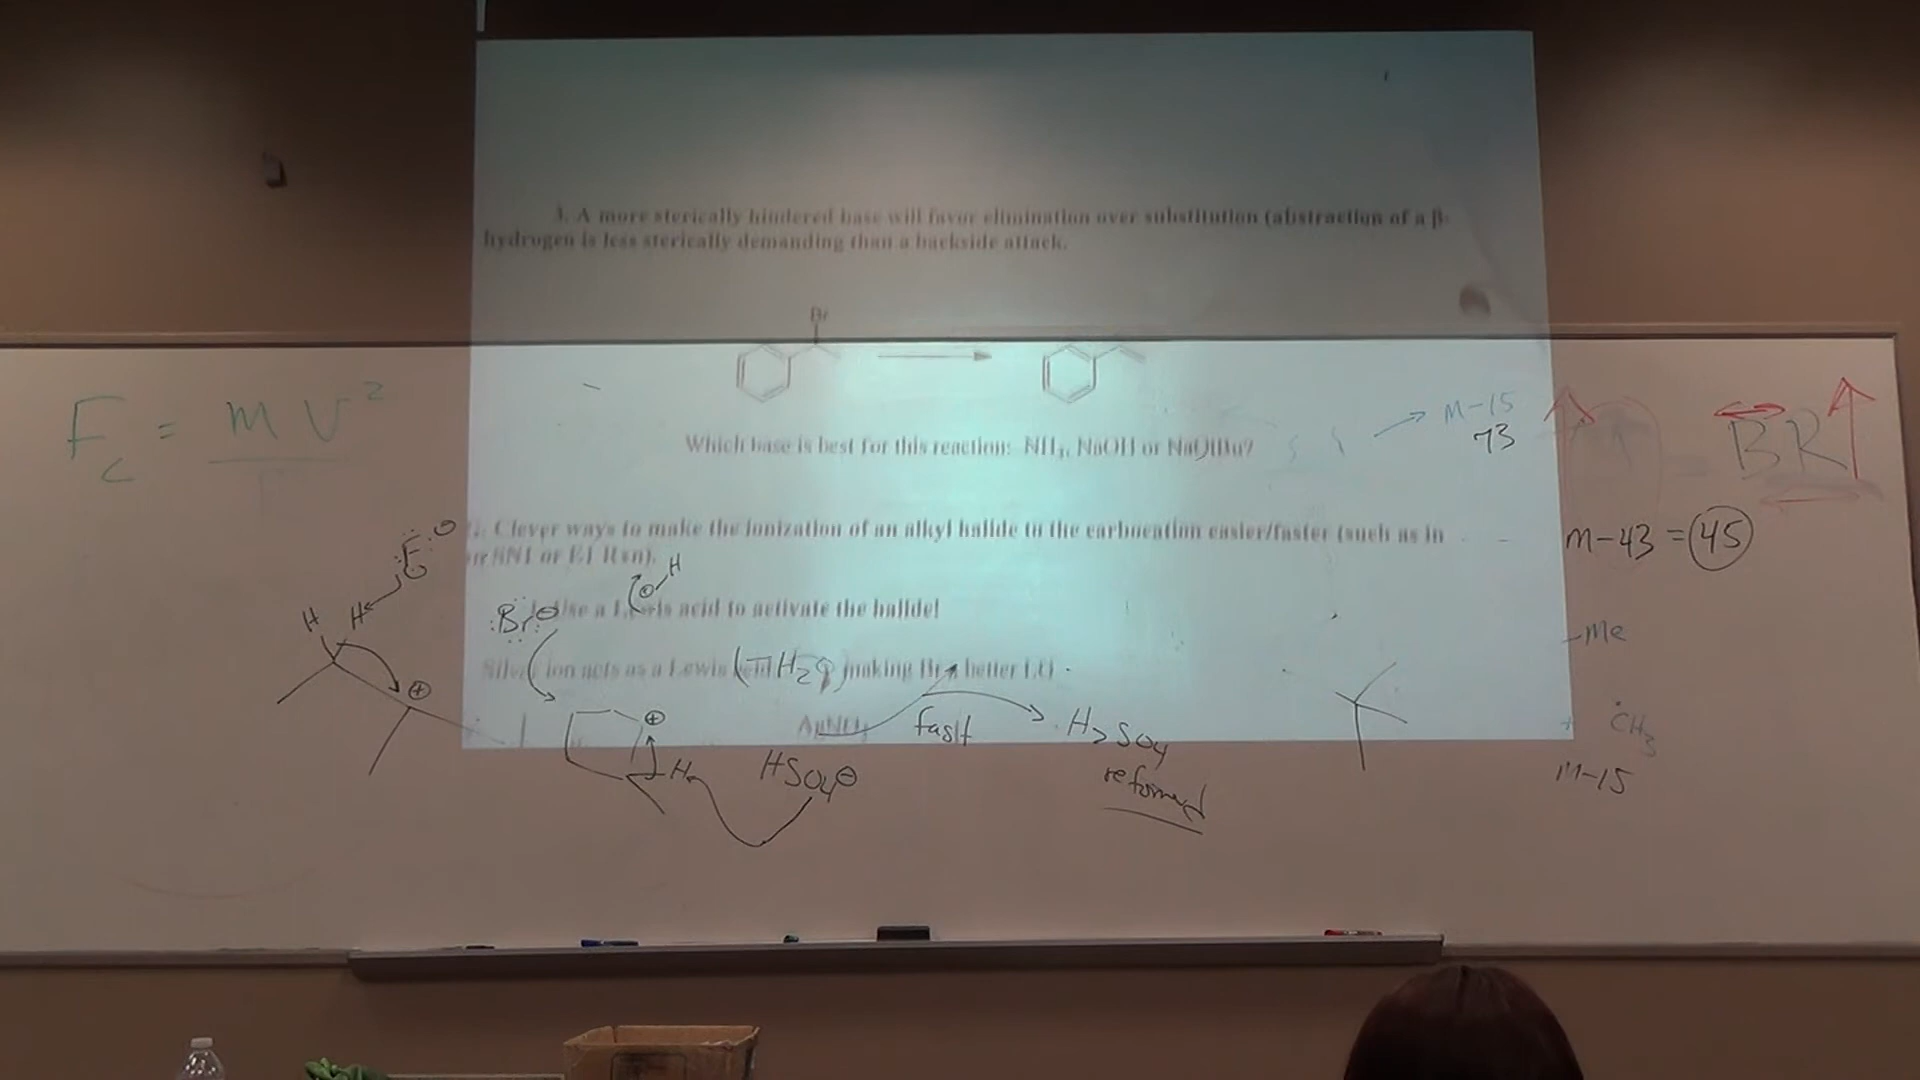 3. A more sterically hindered base will favor elimination over substitution (abstraction of a β-
hydrogen is less sterically demanding than a backside attack.
Br
Which base is best for this reaction: NH3, NaOH or NaOtBu?
Clever ways to make the ionization of an alkyl halide to the carbocation easier/faster (such as in
SN1 or E1 Rxn).
Use a Lewis acid to activate the halide!
Silver ion acts as a Lewis acid making Br a better LG
AgNO3
Fc = mv²
M-15
73
BR
M-43 = 45
-Me
CH3
M-15
H H
⊕
Br ⊖
⊕ H
H2O
⊕
H
HSO4⊖
fast
H2SO4
reformed